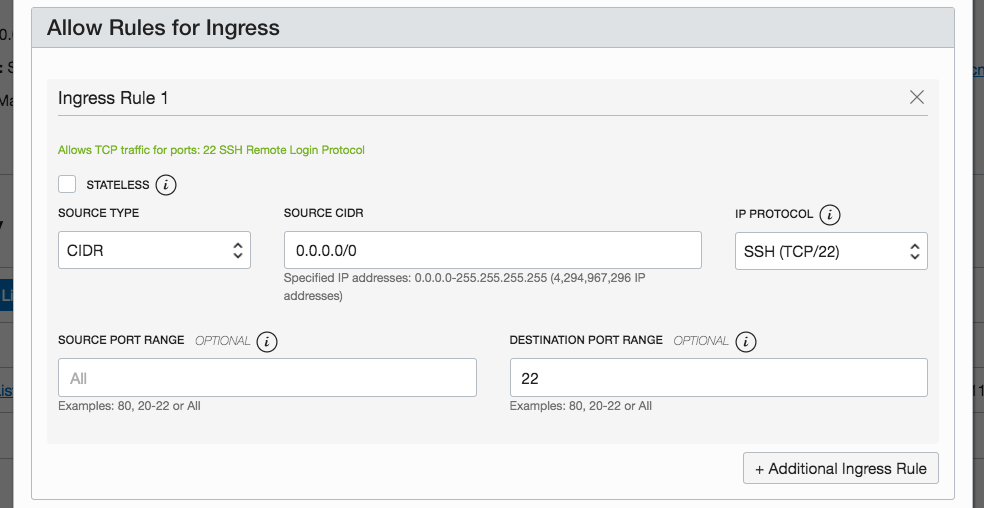 Allow Rules for Ingress
Ingress Rule 1
Allows TCP traffic for ports: 22 SSH Remote Login Protocol
STATELESS i
SOURCE TYPE SOURCE CIDR IP PROTOCOL i
CIDR 0.0.0.0/0 SSH (TCP/22)
Specified IP addresses: 0.0.0.0-255.255.255.255 (4,294,967,296 IP
addresses)
SOURCE PORT RANGE OPTIONAL i DESTINATION PORT RANGE OPTIONAL i
All 22
Examples: 80, 20-22 or All Examples: 80, 20-22 or All
+ Additional Ingress Rule